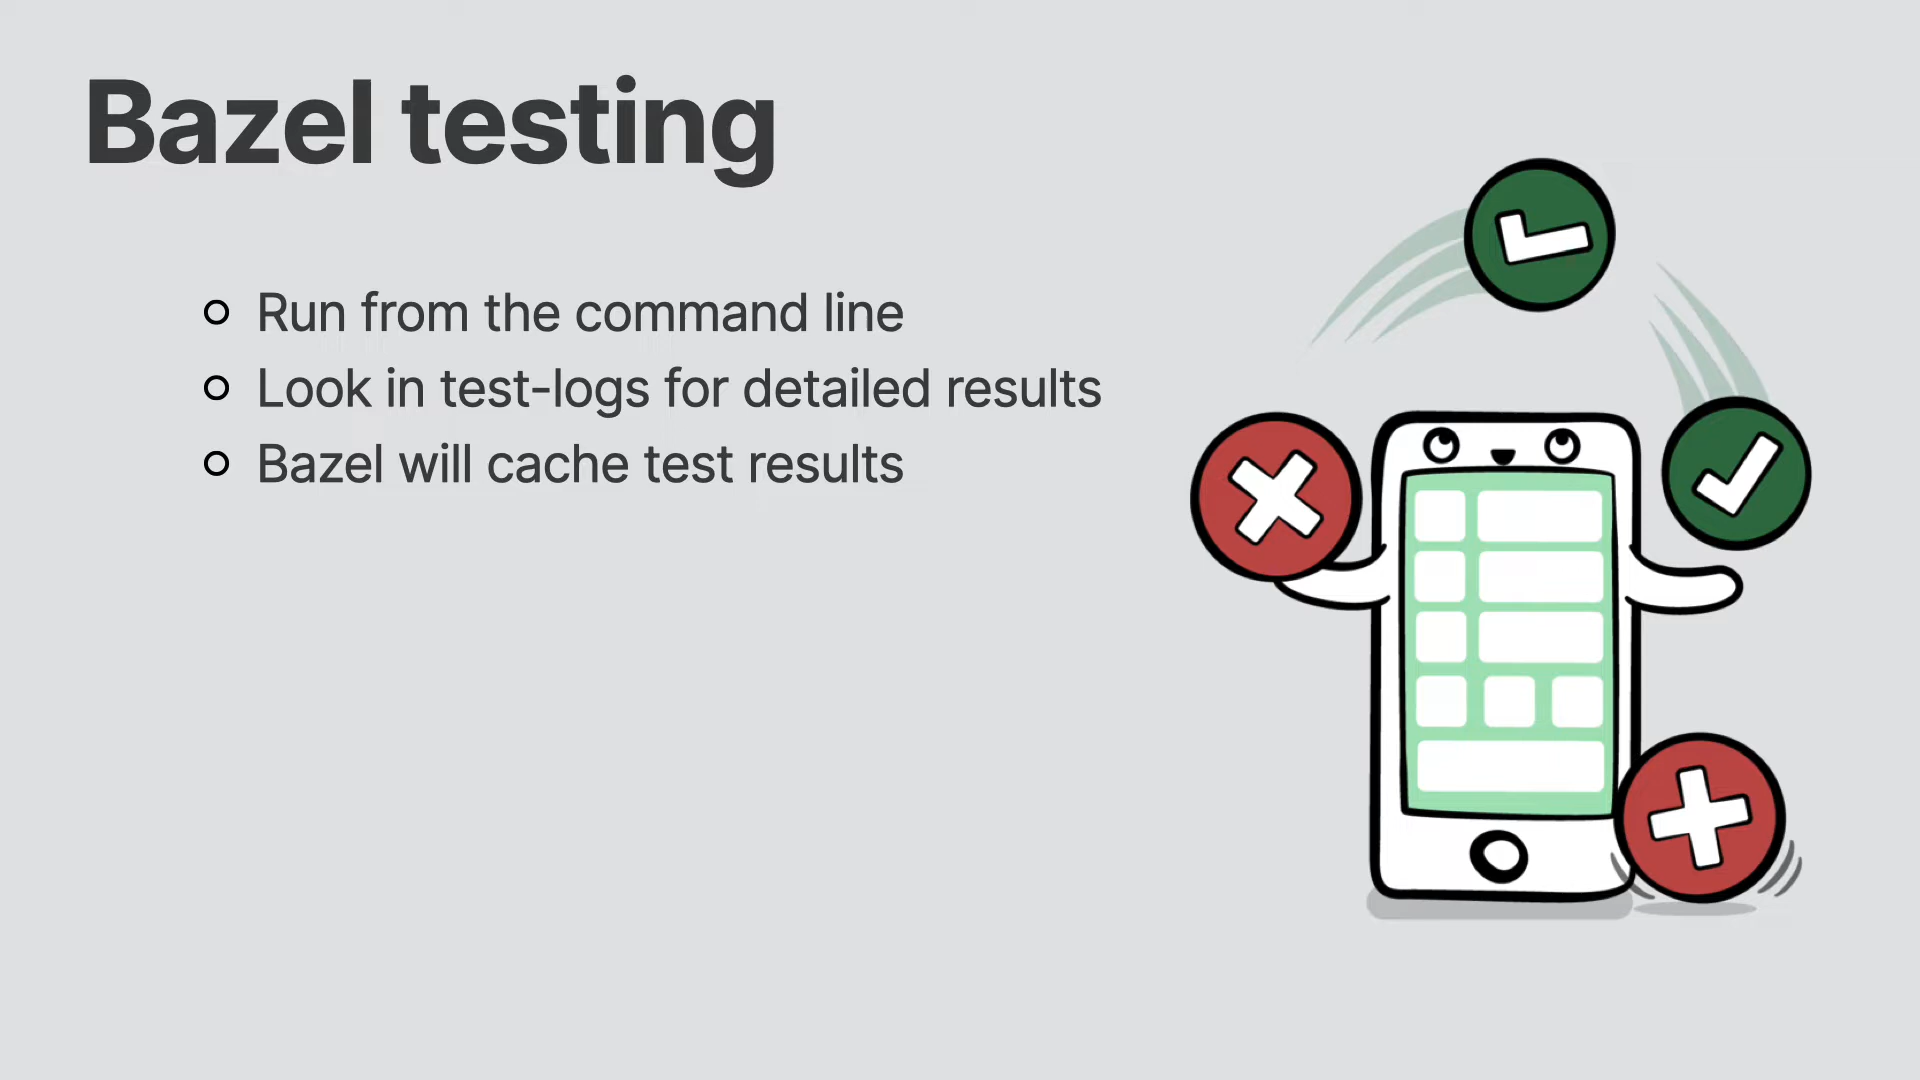 Bazel testing
Run from the command line
Look in test-logs for detailed results
Bazel will cache test results